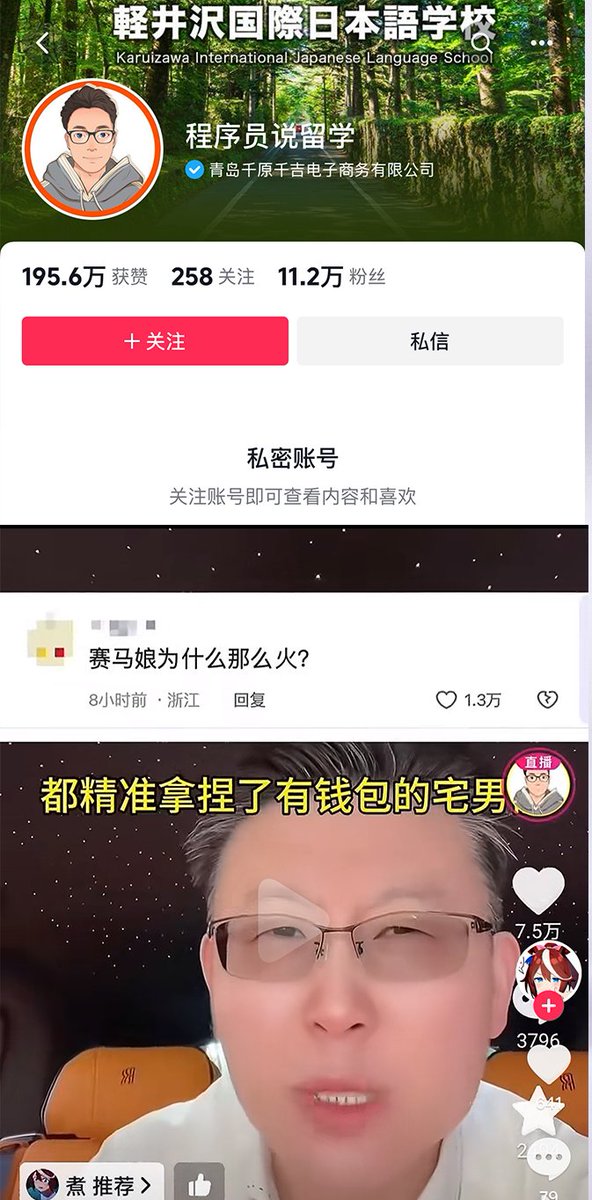 軽井沢国際日本語学校
Karuizawa International Japanese Language School
程序员说留学
青岛千原千吉电子商务有限公司
195.6万 获赞 258 关注 11.2万 粉丝
+ 关注
私信
私密账号
关注账号即可查看内容和喜欢
赛马娘为什么那么火?
8小时前 · 浙江 回复 1.3万
直播
都精准拿捏了有钱包的宅男
7.5万
3796
641
79
煮 推荐